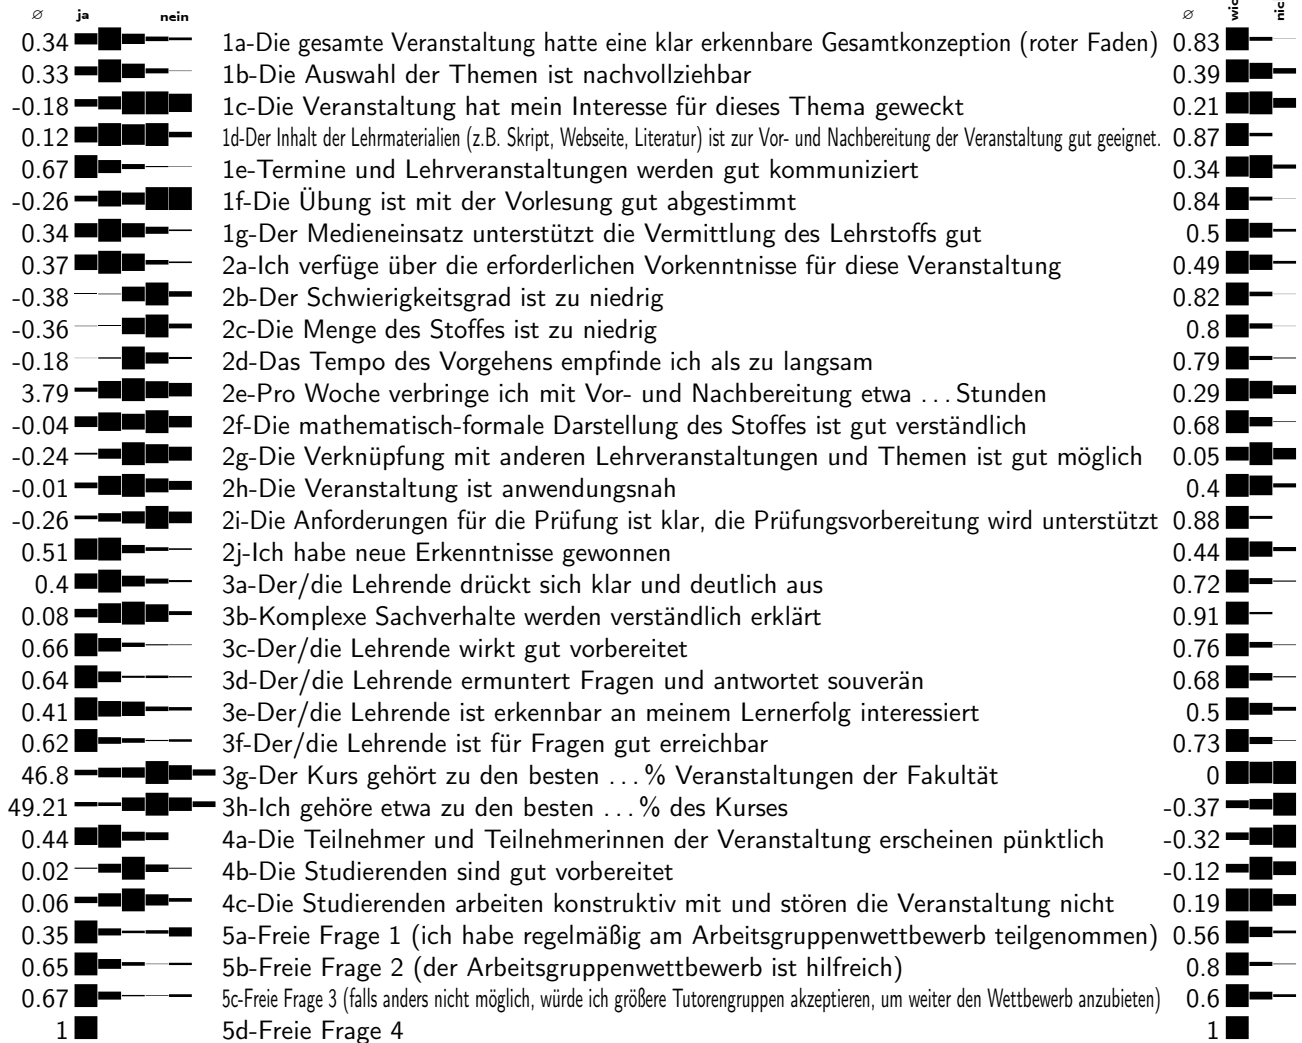 ∅ ja nein ∅ wic nic
0.34 1a-Die gesamte Veranstaltung hatte eine klar erkennbare Gesamtkonzeption (roter Faden) 0.83
0.33 1b-Die Auswahl der Themen ist nachvollziehbar 0.39
-0.18 1c-Die Veranstaltung hat mein Interesse für dieses Thema geweckt 0.21
0.12 1d-Der Inhalt der Lehrmaterialien (z.B. Skript, Webseite, Literatur) ist zur Vor- und Nachbereitung der Veranstaltung gut geeignet. 0.87
0.67 1e-Termine und Lehrveranstaltungen werden gut kommuniziert 0.34
-0.26 1f-Die Übung ist mit der Vorlesung gut abgestimmt 0.84
0.34 1g-Der Medieneinsatz unterstützt die Vermittlung des Lehrstoffs gut 0.5
0.37 2a-Ich verfüge über die erforderlichen Vorkenntnisse für diese Veranstaltung 0.49
-0.38 2b-Der Schwierigkeitsgrad ist zu niedrig 0.82
-0.36 2c-Die Menge des Stoffes ist zu niedrig 0.8
-0.18 2d-Das Tempo des Vorgehens empfinde ich als zu langsam 0.79
3.79 2e-Pro Woche verbringe ich mit Vor- und Nachbereitung etwa ... Stunden 0.29
-0.04 2f-Die mathematisch-formale Darstellung des Stoffes ist gut verständlich 0.68
-0.24 2g-Die Verknüpfung mit anderen Lehrveranstaltungen und Themen ist gut möglich 0.05
-0.01 2h-Die Veranstaltung ist anwendungsnah 0.4
-0.26 2i-Die Anforderungen für die Prüfung ist klar, die Prüfungsvorbereitung wird unterstützt 0.88
0.51 2j-Ich habe neue Erkenntnisse gewonnen 0.44
0.4 3a-Der/die Lehrende drückt sich klar und deutlich aus 0.72
0.08 3b-Komplexe Sachverhalte werden verständlich erklärt 0.91
0.66 3c-Der/die Lehrende wirkt gut vorbereitet 0.76
0.64 3d-Der/die Lehrende ermuntert Fragen und antwortet souverän 0.68
0.41 3e-Der/die Lehrende ist erkennbar an meinem Lernerfolg interessiert 0.5
0.62 3f-Der/die Lehrende ist für Fragen gut erreichbar 0.73
46.8 3g-Der Kurs gehört zu den besten ... % Veranstaltungen der Fakultät 0
49.21 3h-Ich gehöre etwa zu den besten ... % des Kurses -0.37
0.44 4a-Die Teilnehmer und Teilnehmerinnen der Veranstaltung erscheinen pünktlich -0.32
0.02 4b-Die Studierenden sind gut vorbereitet -0.12
0.06 4c-Die Studierenden arbeiten konstruktiv mit und stören die Veranstaltung nicht 0.19
0.35 5a-Freie Frage 1 (ich habe regelmäßig am Arbeitsgruppenwettbewerb teilgenommen) 0.56
0.65 5b-Freie Frage 2 (der Arbeitsgruppenwettbewerb ist hilfreich) 0.8
0.67 5c-Freie Frage 3 (falls anders nicht möglich, würde ich größere Tutorengruppen akzeptieren, um weiter den Wettbewerb anzubieten) 0.6
1 5d-Freie Frage 4 1